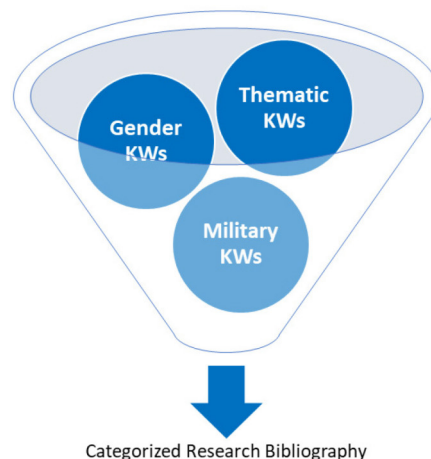 Thematic
KWs
Gender
KWs
Military
KWs
Categorized Research Bibliography